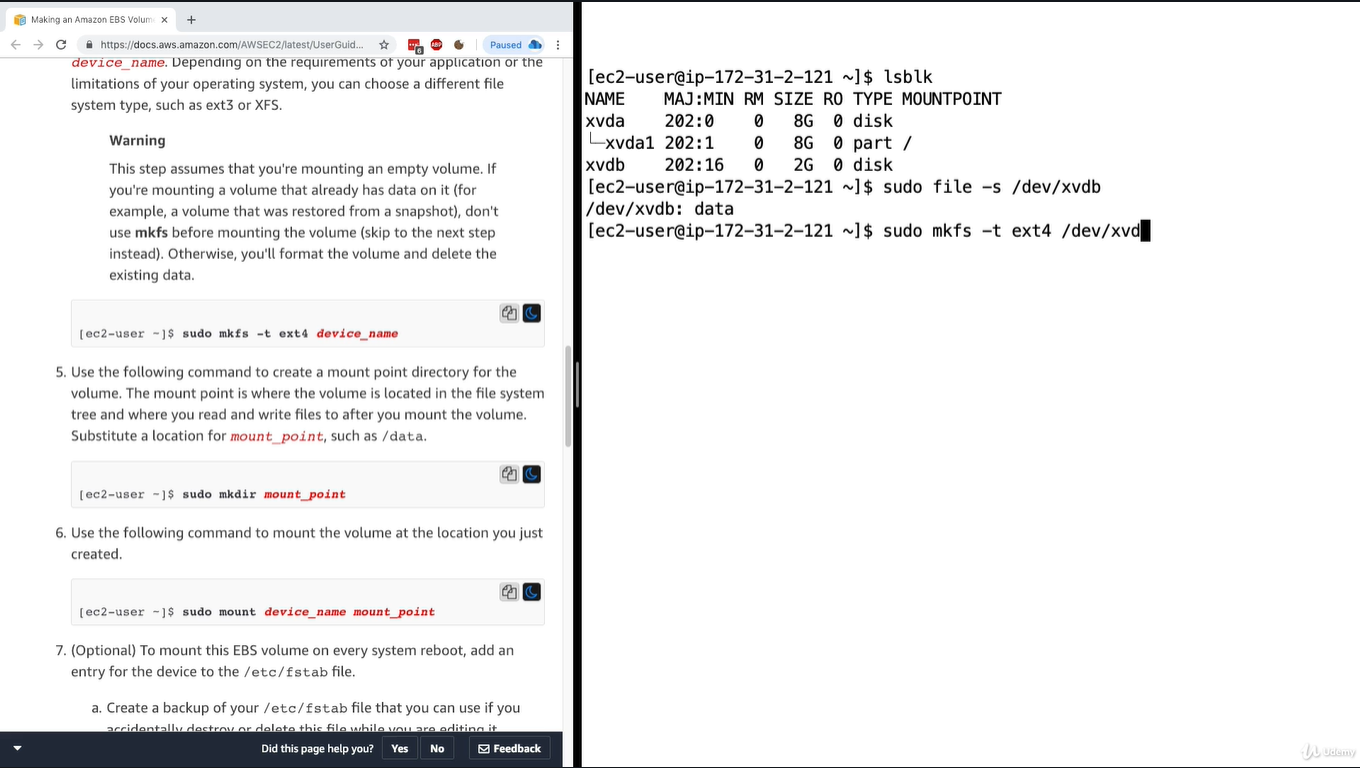 Making an Amazon EBS Volum
https://docs.aws.amazon.com/AWSEC2/latest/UserGuid...
6
ABP
Paused
device_name. Depending on the requirements of your application or the
limitations of your operating system, you can choose a different file
system type, such as ext3 or XFS.
Warning
This step assumes that you're mounting an empty volume. If
you're mounting a volume that already has data on it (for
example, a volume that was restored from a snapshot), don't
use mkfs before mounting the volume (skip to the next step
instead). Otherwise, you'll format the volume and delete the
existing data.
[ec2-user ~]$ sudo mkfs -t ext4 device_name
5. Use the following command to create a mount point directory for the
volume. The mount point is where the volume is located in the file system
tree and where you read and write files to after you mount the volume.
Substitute a location for mount_point, such as /data.
[ec2-user ~]$ sudo mkdir mount_point
6. Use the following command to mount the volume at the location you just
created.
[ec2-user ~]$ sudo mount device_name mount_point
7. (Optional) To mount this EBS volume on every system reboot, add an
entry for the device to the /etc/fstab file.
a. Create a backup of your /etc/fstab file that you can use if you
accidentally destroy or delete this file while you are editing it.
Did this page help you?
Yes
No
Feedback
[ec2-user@ip-172-31-2-121 ~]$ lsblk
NAME MAJ:MIN RM SIZE RO TYPE MOUNTPOINT
xvda 202:0 0 8G 0 disk
└─xvda1 202:1 0 8G 0 part /
xvdb 202:16 0 2G 0 disk
[ec2-user@ip-172-31-2-121 ~]$ sudo file -s /dev/xvdb
/dev/xvdb: data
[ec2-user@ip-172-31-2-121 ~]$ sudo mkfs -t ext4 /dev/xvd
Udemy